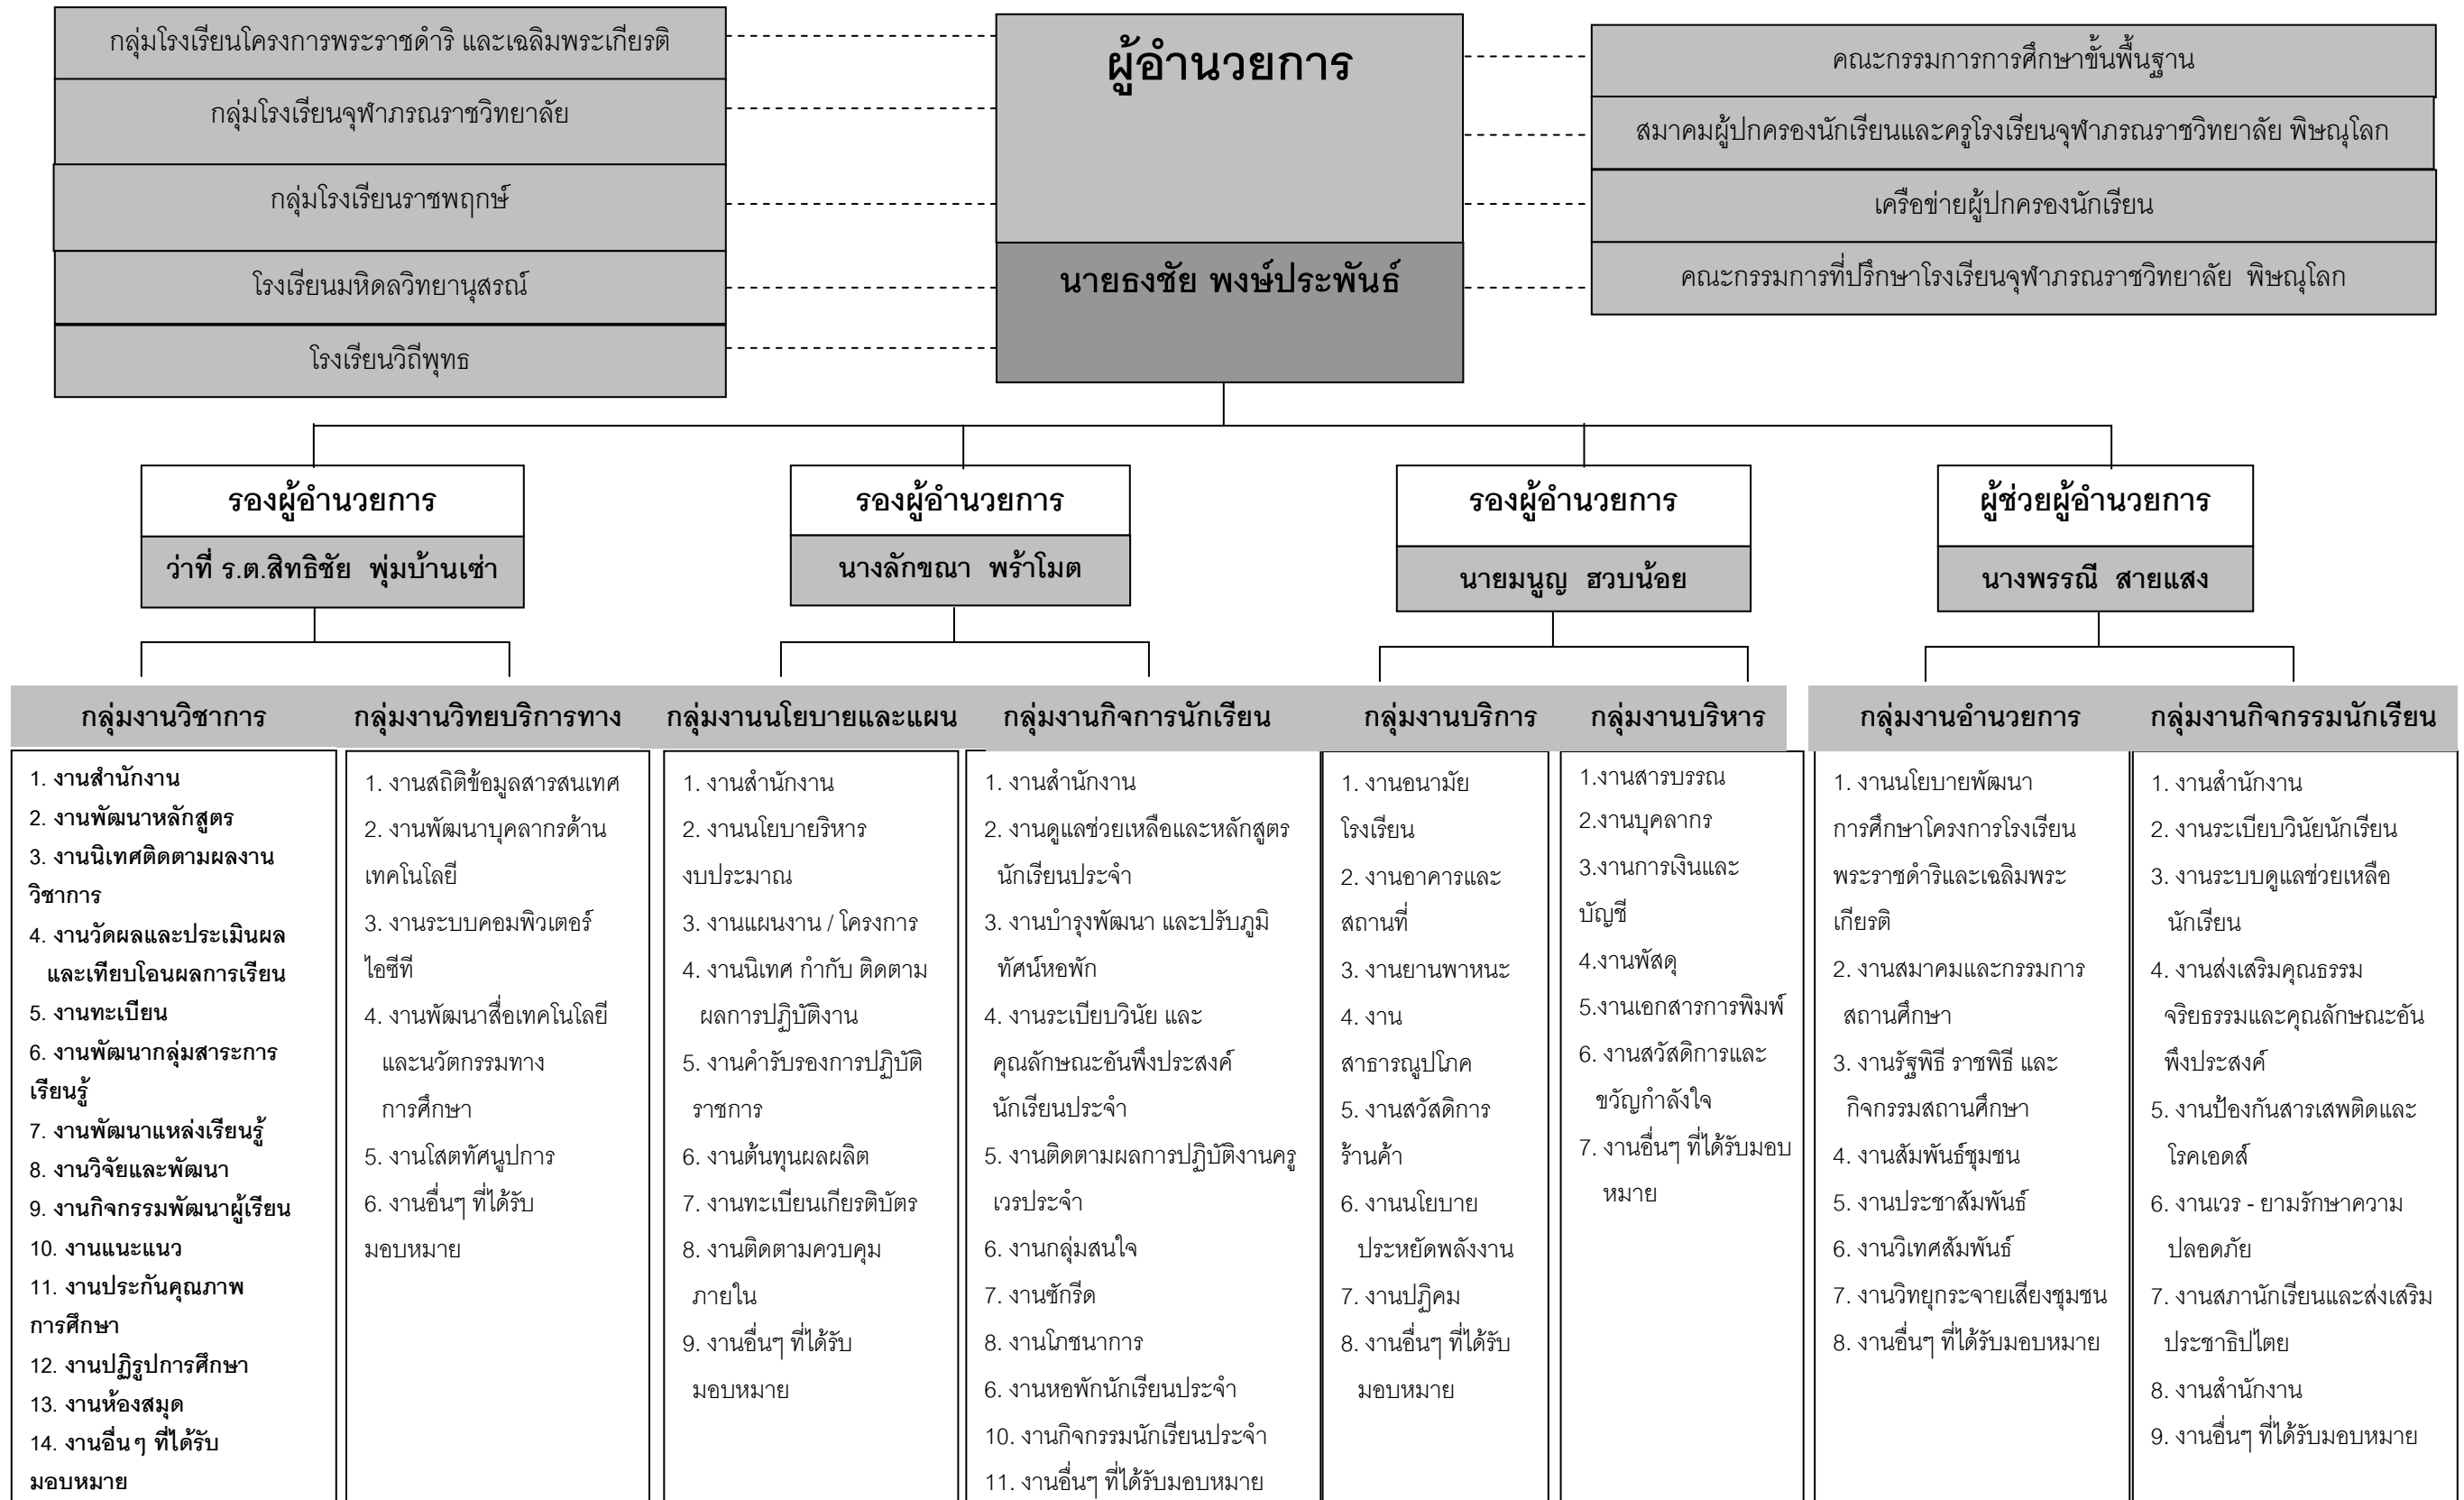 กลุ่มโรงเรียนโครงการพระราชดำริ และเฉลิมพระเกียรติ
กลุ่มโรงเรียนจุฬาภรณราชวิทยาลัย
กลุ่มโรงเรียนราชพฤกษ์
โรงเรียนมหิดลวิทยานุสรณ์
โรงเรียนวิถีพุทธ
ผู้อำนวยการ
นายธงชัย พงษ์ประพันธ์
คณะกรรมการการศึกษาขั้นพื้นฐาน
สมาคมผู้ปกครองนักเรียนและครูโรงเรียนจุฬาภรณราชวิทยาลัย พิษณุโลก
เครือข่ายผู้ปกครองนักเรียน
คณะกรรมการที่ปรึกษาโรงเรียนจุฬาภรณราชวิทยาลัย พิษณุโลก
รองผู้อำนวยการ
ว่าที่ ร.ต.สิทธิชัย พุ่มบ้านเซ่า
รองผู้อำนวยการ
นางลักขณา พร้าโมต
รองผู้อำนวยการ
นายมนูญ ฮวบน้อย
ผู้ช่วยผู้อำนวยการ
นางพรรณี สายแสง
กลุ่มงานวิชาการ
1. งานสำนักงาน
2. งานพัฒนาหลักสูตร
3. งานนิเทศติดตามผลงาน
วิชาการ
4. งานวัดผลและประเมินผล
และเทียบโอนผลการเรียน
5. งานทะเบียน
6. งานพัฒนากลุ่มสาระการ
เรียนรู้
7. งานพัฒนาแหล่งเรียนรู้
8. งานวิจัยและพัฒนา
9. งานกิจกรรมพัฒนาผู้เรียน
10. งานแนะแนว
11. งานประกันคุณภาพ
การศึกษา
12. งานปฏิรูปการศึกษา
13. งานห้องสมุด
14. งานอื่น ๆ ที่ได้รับ
มอบหมาย
กลุ่มงานวิทยบริการทาง
1. งานสถิติข้อมูลสารสนเทศ
2. งานพัฒนาบุคลากรด้าน
เทคโนโลยี
3. งานระบบคอมพิวเตอร์
ไอซีที
4. งานพัฒนาสื่อเทคโนโลยี
และนวัตกรรมทาง
การศึกษา
5. งานโสตทัศนูปการ
6. งานอื่นๆ ที่ได้รับ
มอบหมาย
กลุ่มงานนโยบายและแผน
1. งานสำนักงาน
2. งานนโยบายริหาร
งบประมาณ
3. งานแผนงาน / โครงการ
4. งานนิเทศ กำกับ ติดตาม
ผลการปฏิบัติงาน
5. งานคำรับรองการปฏิบัติ
ราชการ
6. งานต้นทุนผลผลิต
7. งานทะเบียนเกียรติบัตร
8. งานติดตามควบคุม
ภายใน
9. งานอื่นๆ ที่ได้รับ
มอบหมาย
กลุ่มงานกิจการนักเรียน
1. งานสำนักงาน
2. งานดูแลช่วยเหลือและหลักสูตร
นักเรียนประจำ
3. งานบำรุงพัฒนา และปรับภูมิ
ทัศน์หอพัก
4. งานระเบียบวินัย และ
คุณลักษณะอันพึงประสงค์
นักเรียนประจำ
5. งานติดตามผลการปฏิบัติงานครู
เวรประจำ
6. งานกลุ่มสนใจ
7. งานซักรีด
8. งานโภชนาการ
6. งานหอพักนักเรียนประจำ
10. งานกิจกรรมนักเรียนประจำ
11. งานอื่นๆ ที่ได้รับมอบหมาย
กลุ่มงานบริการ
1. งานอนามัย
โรงเรียน
2. งานอาคารและ
สถานที่
3. งานยานพาหนะ
4. งาน
สาธารณูปโภค
5. งานสวัสดิการ
ร้านค้า
6. งานนโยบาย
ประหยัดพลังงาน
7. งานปฏิคม
8. งานอื่นๆ ที่ได้รับ
มอบหมาย
กลุ่มงานบริหาร
1.งานสารบรรณ
2.งานบุคลากร
3.งานการเงินและ
บัญชี
4.งานพัสดุ
5.งานเอกสารการพิมพ์
6. งานสวัสดิการและ
ขวัญกำลังใจ
7. งานอื่นๆ ที่ได้รับมอบ
หมาย
กลุ่มงานอำนวยการ
1. งานนโยบายพัฒนา
การศึกษาโครงการโรงเรียน
พระราชดำริและเฉลิมพระ
เกียรติ
2. งานสมาคมและกรรมการ
สถานศึกษา
3. งานรัฐพิธี ราชพิธี และ
กิจกรรมสถานศึกษา
4. งานสัมพันธ์ชุมชน
5. งานประชาสัมพันธ์
6. งานวิเทศสัมพันธ์
7. งานวิทยุกระจายเสียงชุมชน
8. งานอื่นๆ ที่ได้รับมอบหมาย
กลุ่มงานกิจกรรมนักเรียน
1. งานสำนักงาน
2. งานระเบียบวินัยนักเรียน
3. งานระบบดูแลช่วยเหลือ
นักเรียน
4. งานส่งเสริมคุณธรรม
จริยธรรมและคุณลักษณะอัน
พึงประสงค์
5. งานป้องกันสารเสพติดและ
โรคเอดส์
6. งานเวร - ยามรักษาความ
ปลอดภัย
7. งานสภานักเรียนและส่งเสริม
ประชาธิปไตย
8. งานสำนักงาน
9. งานอื่นๆ ที่ได้รับมอบหมาย